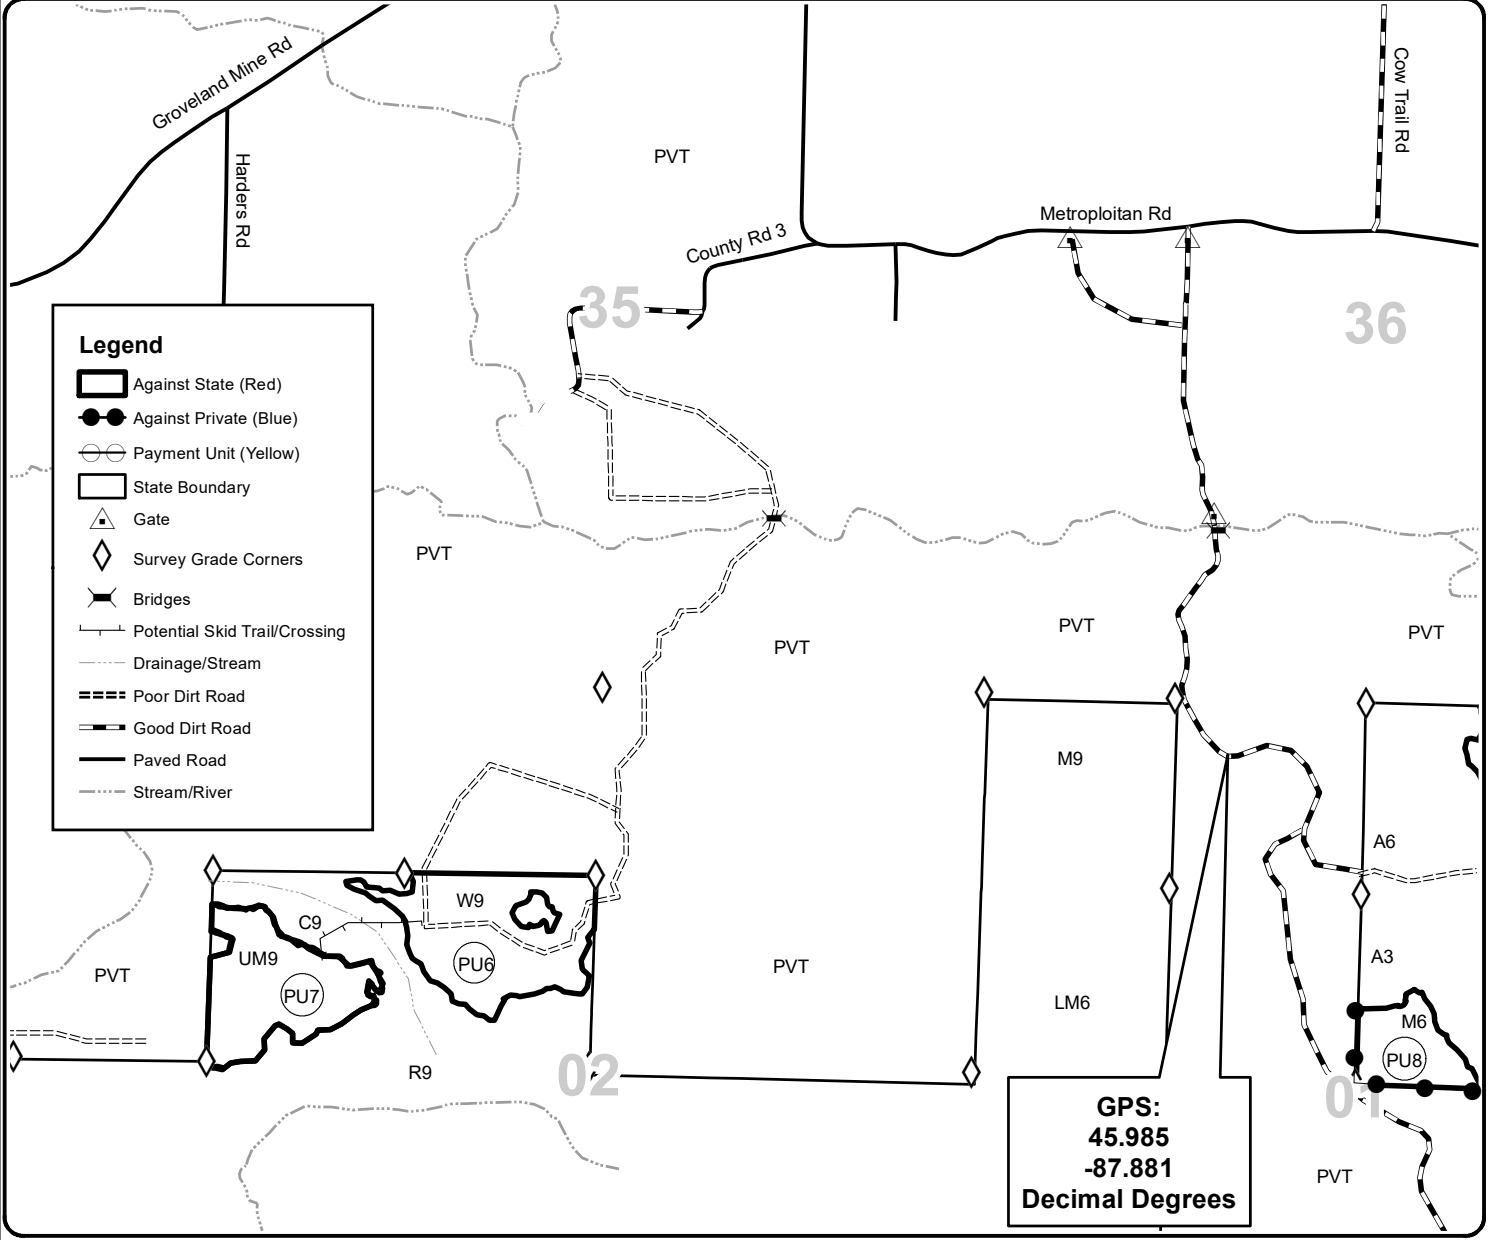 Groveland Mine Rd
Harders Rd
PVT
Cow Trail Rd
Metroploitan Rd
County Rd 3
35
36
Legend
Against State (Red)
Against Private (Blue)
Payment Unit (Yellow)
State Boundary
Gate
Survey Grade Corners
Bridges
Potential Skid Trail/Crossing
Drainage/Stream
Poor Dirt Road
Good Dirt Road
Paved Road
Stream/River
PVT
PVT
PVT
PVT
M9
A6
W9
C9
UM9
PU6
PU7
PVT
PVT
A3
LM6
M6
PU8
R9
02
01
GPS:
45.985
-87.881
Decimal Degrees
PVT